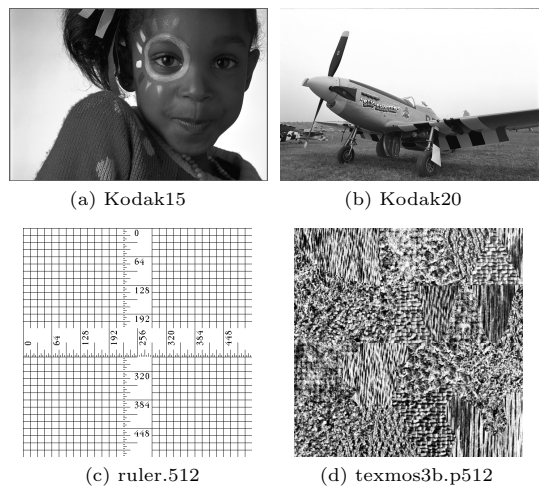 (a) Kodak15
(b) Kodak20
0
64
128
192
0 64 128 192 256 320 384 448
320
384
448
(c) ruler.512
(d) texmos3b.p512